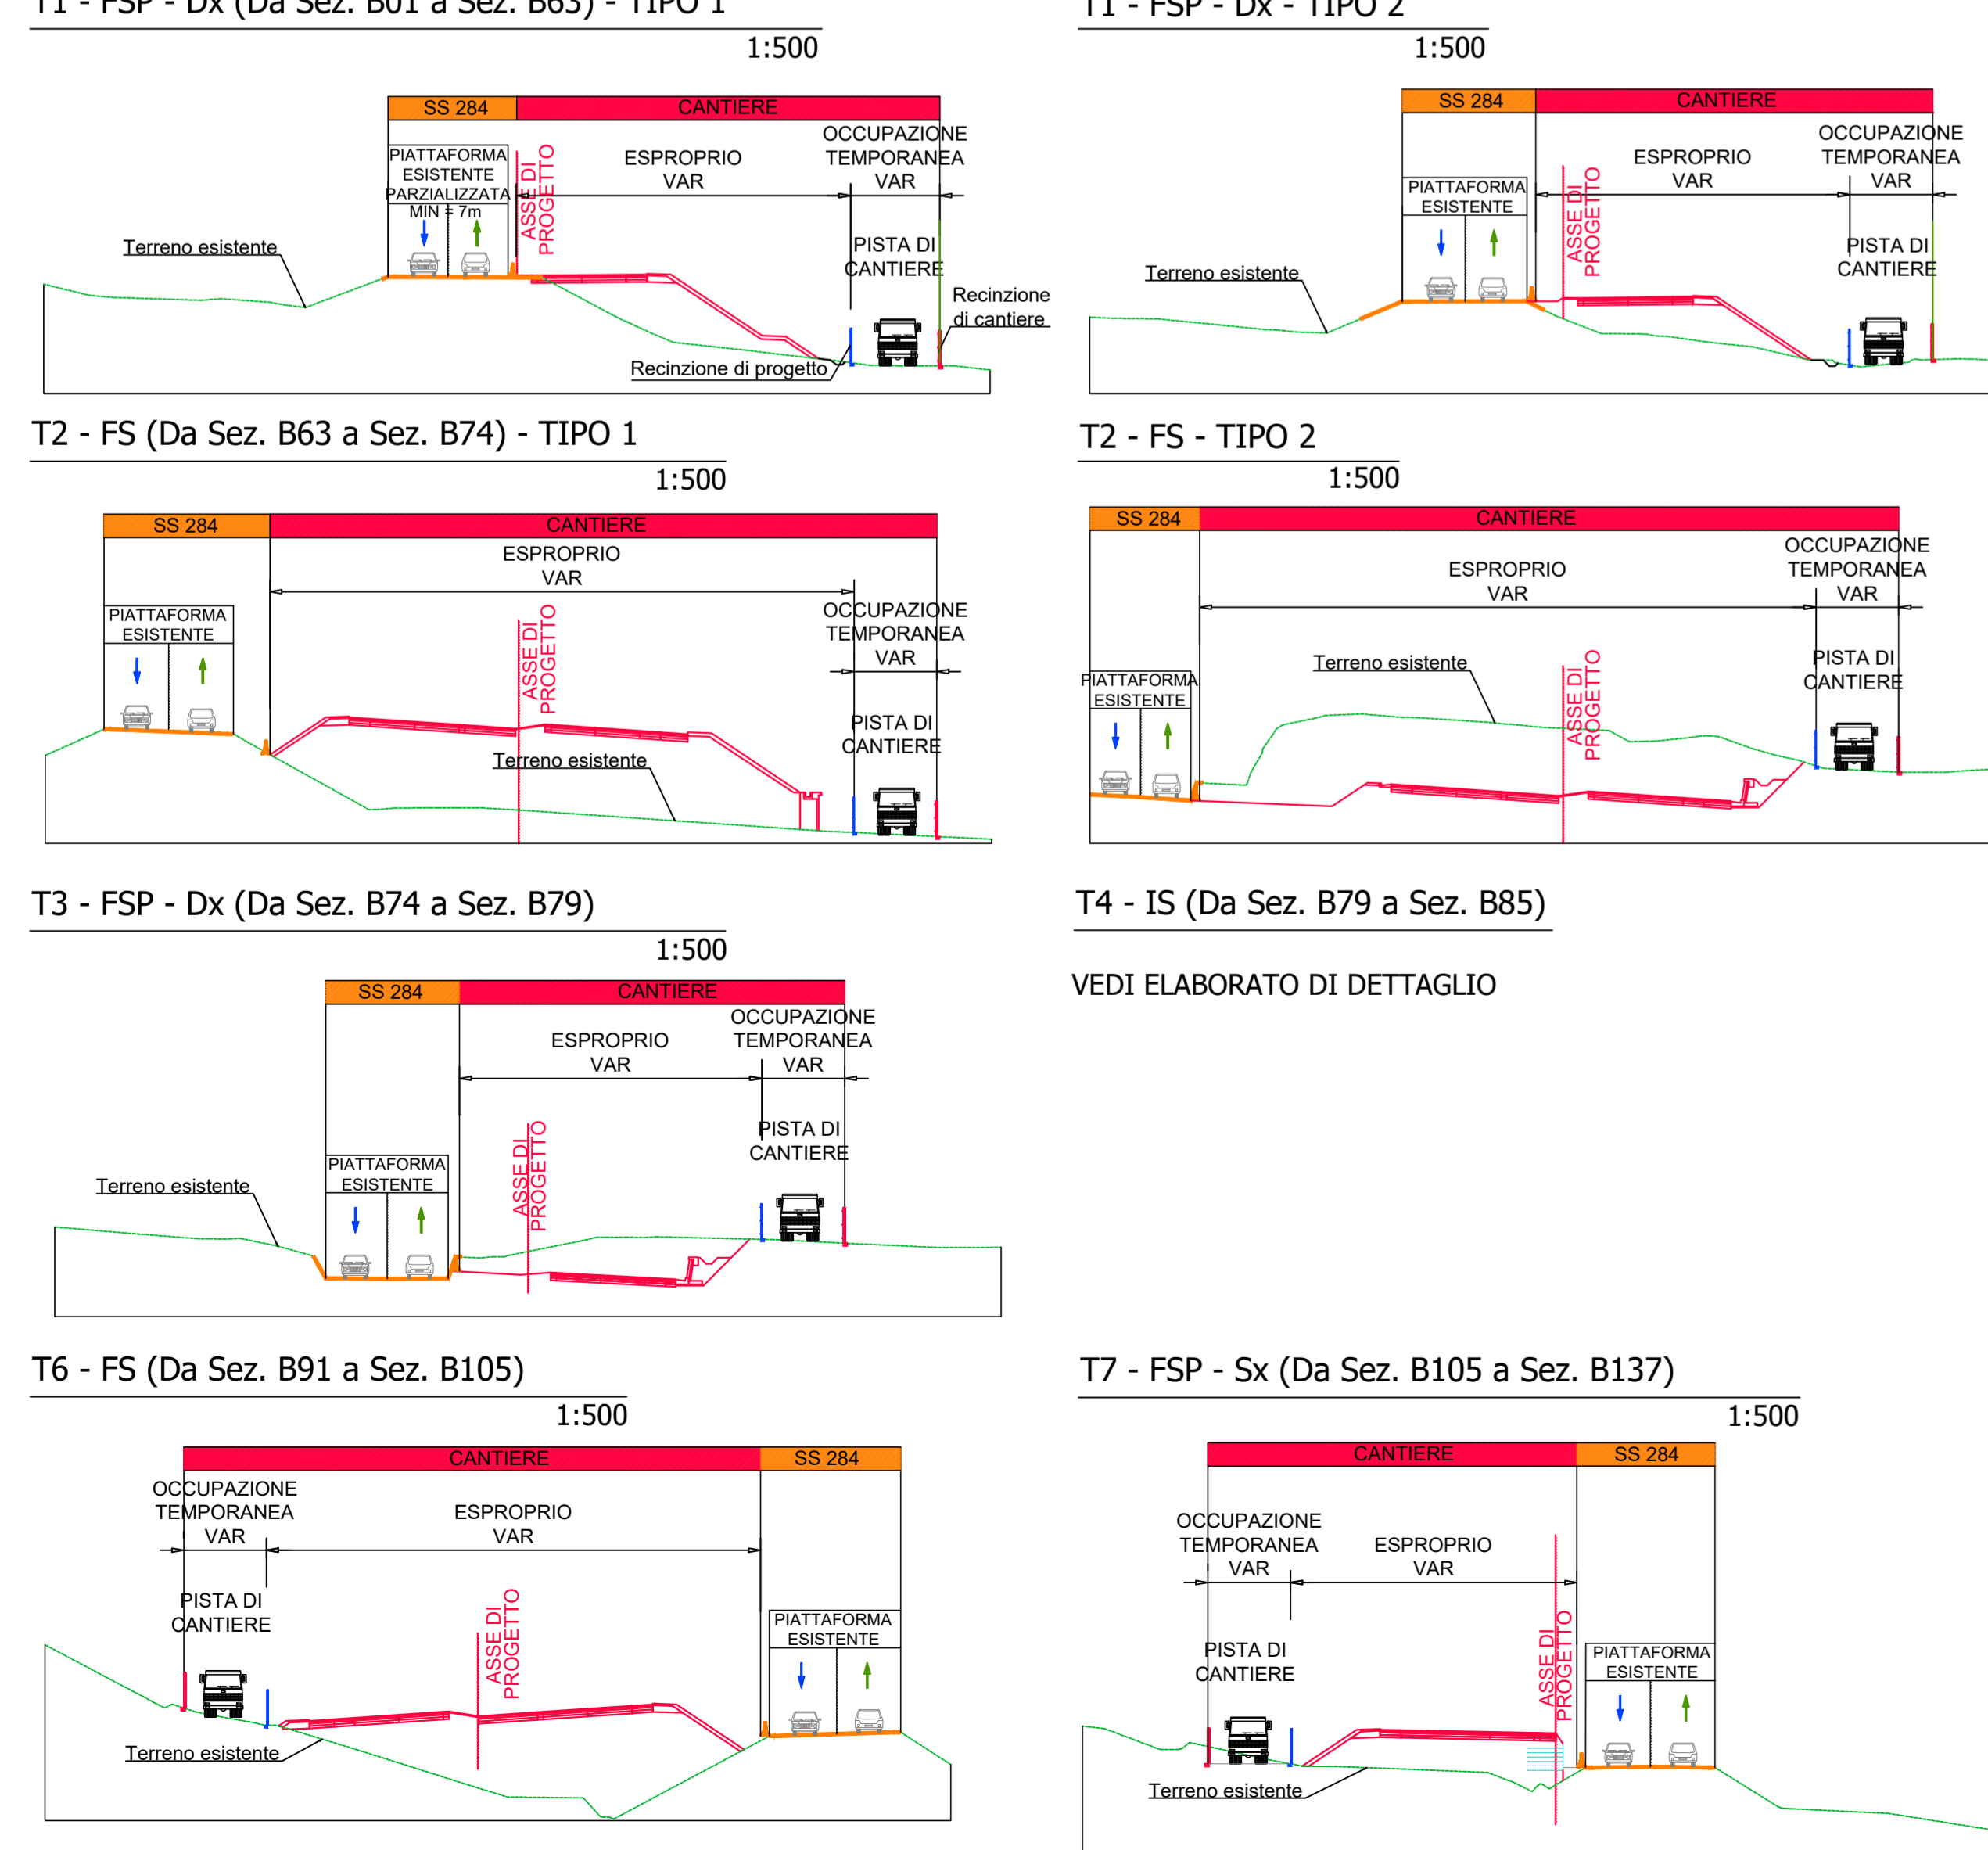 T1 - FSP - Dx (Da Sez. B01 a Sez. B63) - TIPO 1
1:500
SS 284
CANTIERE
PIATTAFORMA
ESISTENTE
PARZIALIZZATA
MIN = 7m
ASSE DI
PROGETTO
ESPROPRIO
VAR
OCCUPAZIONE
TEMPORANEA
VAR
PISTA DI
CANTIERE
Terreno esistente
Recinzione
di cantiere
Recinzione di progetto
T1 - FSP - Dx - TIPO 2
1:500
SS 284
CANTIERE
PIATTAFORMA
ESISTENTE
ASSE DI
PROGETTO
ESPROPRIO
VAR
OCCUPAZIONE
TEMPORANEA
VAR
PISTA DI
CANTIERE
Terreno esistente
T2 - FS (Da Sez. B63 a Sez. B74) - TIPO 1
1:500
SS 284
CANTIERE
ESPROPRIO
VAR
PIATTAFORMA
ESISTENTE
ASSE DI
PROGETTO
OCCUPAZIONE
TEMPORANEA
VAR
PISTA DI
CANTIERE
Terreno esistente
T2 - FS - TIPO 2
1:500
SS 284
CANTIERE
ESPROPRIO
VAR
OCCUPAZIONE
TEMPORANEA
VAR
Terreno esistente
ASSE DI
PROGETTO
PISTA DI
CANTIERE
PIATTAFORMA
ESISTENTE
T3 - FSP - Dx (Da Sez. B74 a Sez. B79)
1:500
SS 284
CANTIERE
ESPROPRIO
VAR
OCCUPAZIONE
TEMPORANEA
VAR
ASSE DI
PROGETTO
PISTA DI
CANTIERE
PIATTAFORMA
ESISTENTE
Terreno esistente
T4 - IS (Da Sez. B79 a Sez. B85)
VEDI ELABORATO DI DETTAGLIO
T6 - FS (Da Sez. B91 a Sez. B105)
1:500
CANTIERE
SS 284
OCCUPAZIONE
TEMPORANEA
VAR
ESPROPRIO
VAR
PISTA DI
CANTIERE
ASSE DI
PROGETTO
PIATTAFORMA
ESISTENTE
Terreno esistente
T7 - FSP - Sx (Da Sez. B105 a Sez. B137)
1:500
CANTIERE
SS 284
OCCUPAZIONE
TEMPORANEA
VAR
ESPROPRIO
VAR
PISTA DI
CANTIERE
ASSE DI
PROGETTO
PIATTAFORMA
ESISTENTE
Terreno esistente